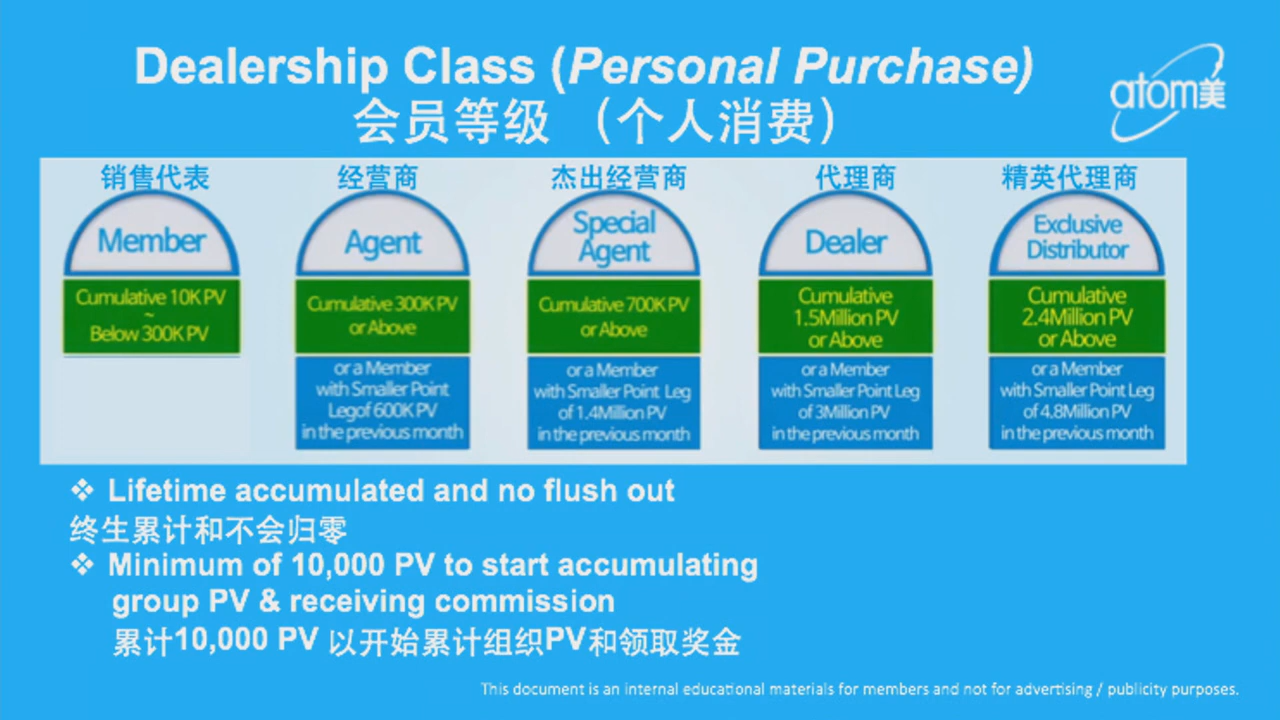 Dealership Class (Personal Purchase)
会员等级 （个人消费）
atom美
销售代表
Member
Cumulative 10K PV
~
Below 300K PV
经营商
Agent
Cumulative 300K PV
or Above
or a Member
with Smaller Point
Legof 600K PV
in the previous month
杰出经营商
Special
Agent
Cumulative 700K PV
or Above
or a Member
with Smaller Point Leg
of 1.4Million PV
in the previous month
代理商
Dealer
Cumulative
1.5Million PV
or Above
or a Member
with Smaller Point Leg
of 3Million PV
in the previous month
精英代理商
Exclusive
Distributor
Cumulative
2.4Million PV
or Above
or a Member
with Smaller Point Leg
of 4.8Million PV
in the previous month
❖ Lifetime accumulated and no flush out
终生累计和不会归零
❖ Minimum of 10,000 PV to start accumulating
group PV & receiving commission
累计10,000 PV 以开始累计组织PV和领取奖金
This document is an internal educational materials for members and not for advertising / publicity purposes.